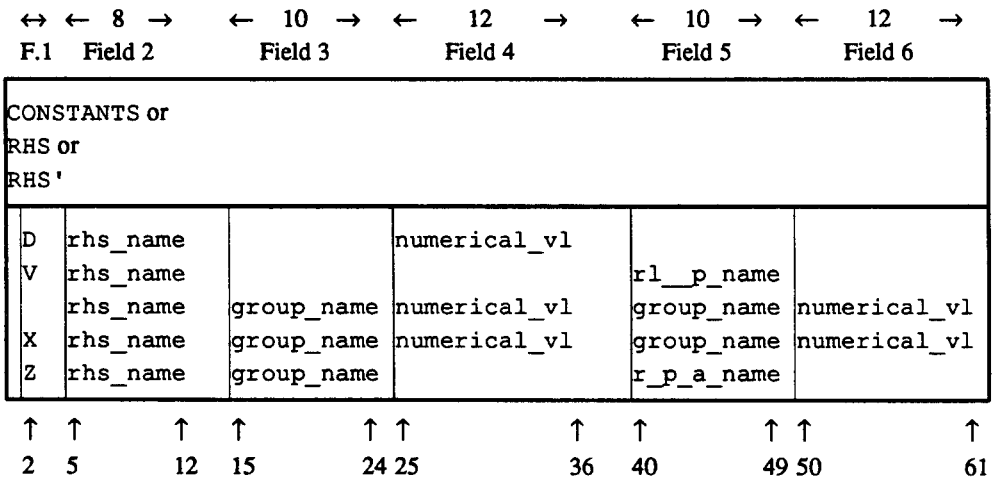 ↔ ← 8 → ← 10 → ← 12 → ← 10 → ← 12 →
F.1 Field 2 Field 3 Field 4 Field 5 Field 6
CONSTANTS or
RHS or
RHS'
D rhs_name numerical_vl
V rhs_name rl__p_name
rhs_name group_name numerical_vl group_name numerical_vl
X rhs_name group_name numerical_vl group_name numerical_vl
Z rhs_name group_name r_p_a_name
↑ ↑ ↑ ↑ ↑ ↑ ↑ ↑ ↑ ↑ ↑
2 5 12 15 24 25 36 40 49 50 61